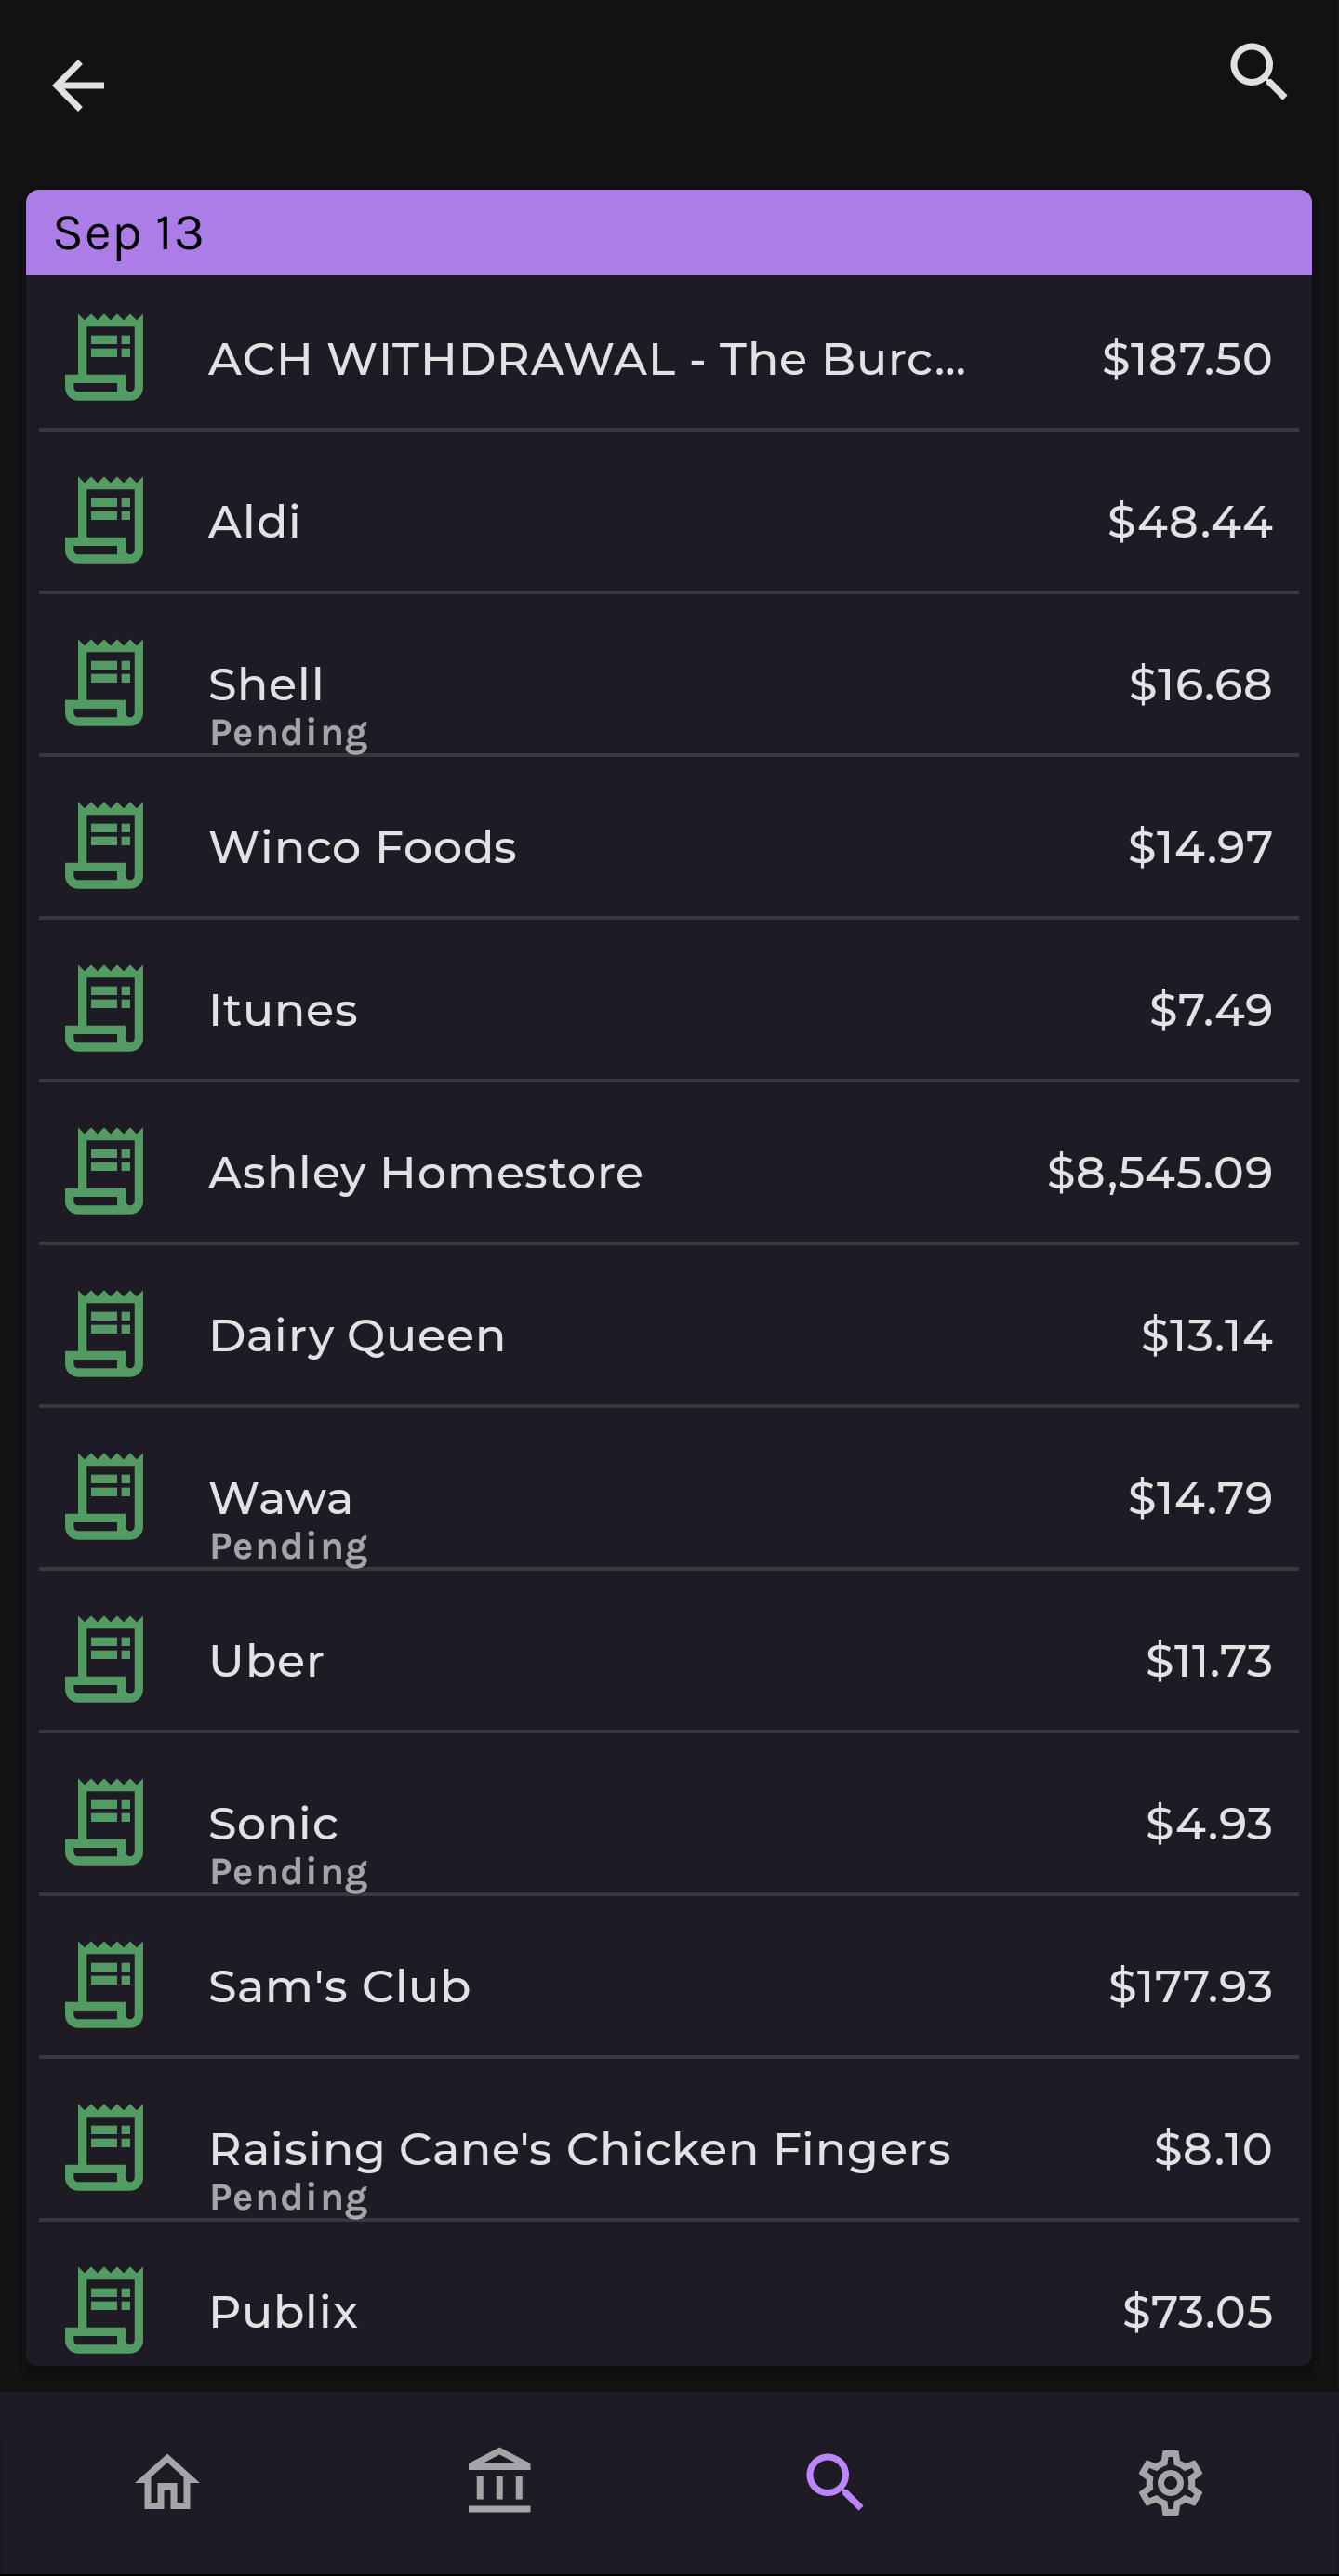 Sep 13
ACH WITHDRAWAL - The Burc... $187.50
Aldi $48.44
Shell $16.68
Pending
Winco Foods $14.97
Itunes $7.49
Ashley Homestore $8,545.09
Dairy Queen $13.14
Wawa $14.79
Pending
Uber $11.73
Sonic $4.93
Pending
Sam's Club $177.93
Raising Cane's Chicken Fingers $8.10
Pending
Publix $73.05